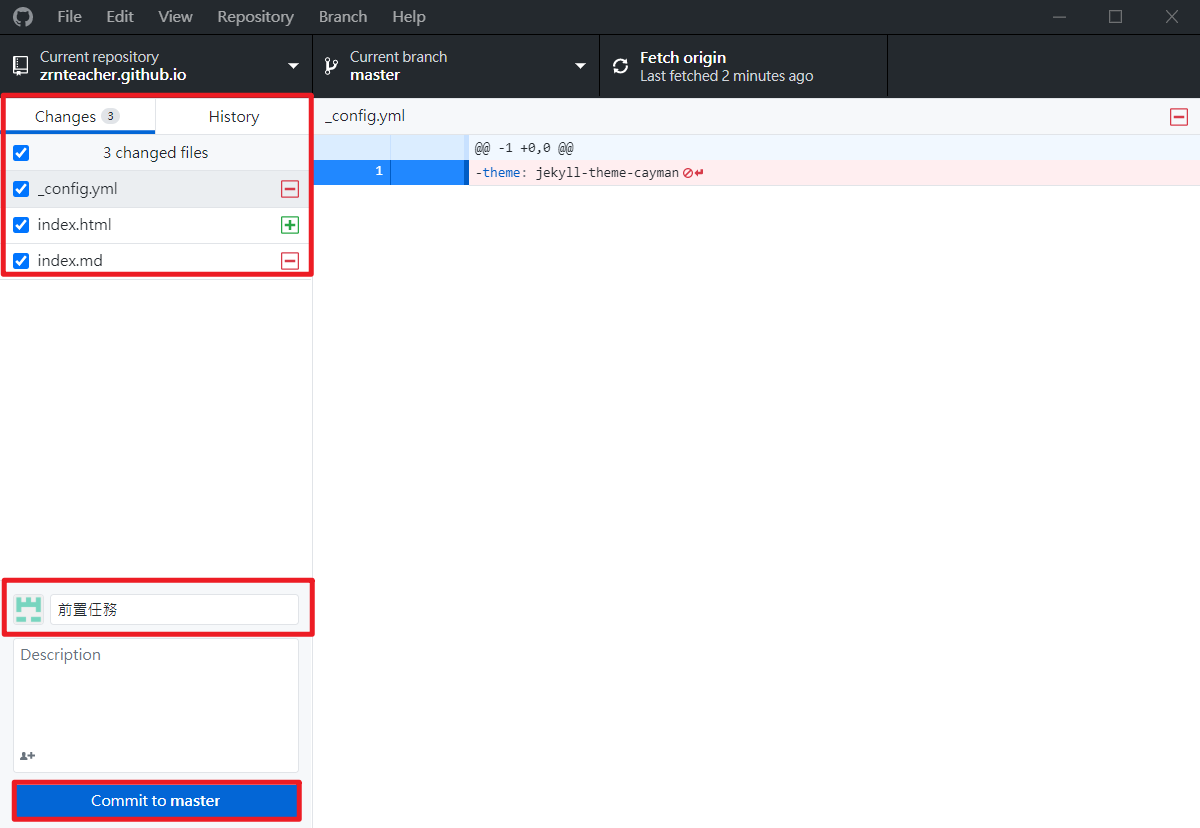 File Edit View Repository Branch Help
Current repository
zrnteacher.github.io
Current branch
master
Fetch origin
Last fetched 2 minutes ago
Changes 3
History
3 changed files
_config.yml
index.html
index.md
_config.yml
@@ -1 +0,0 @@
1 -theme: jekyll-theme-cayman
前置任務
Description
Commit to master